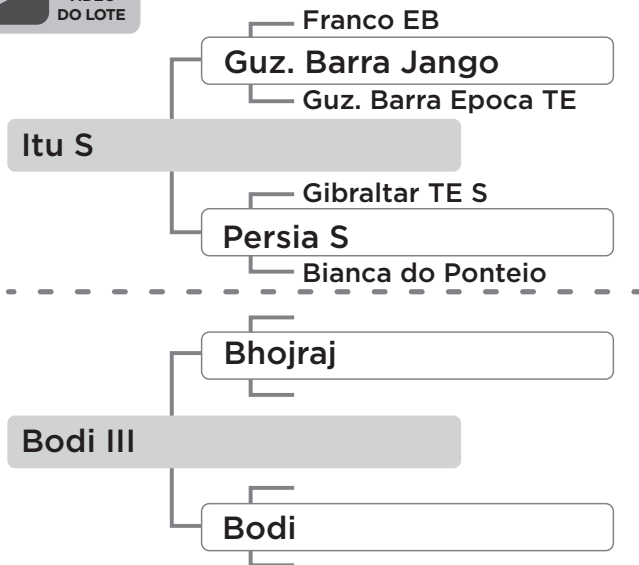 DO LOTE
Franco EB
Guz. Barra Jango
Guz. Barra Epoca TE
Itu S
Gibraltar TE S
Persia S
Bianca do Ponteio
Bhojraj
Bodi III
Bodi